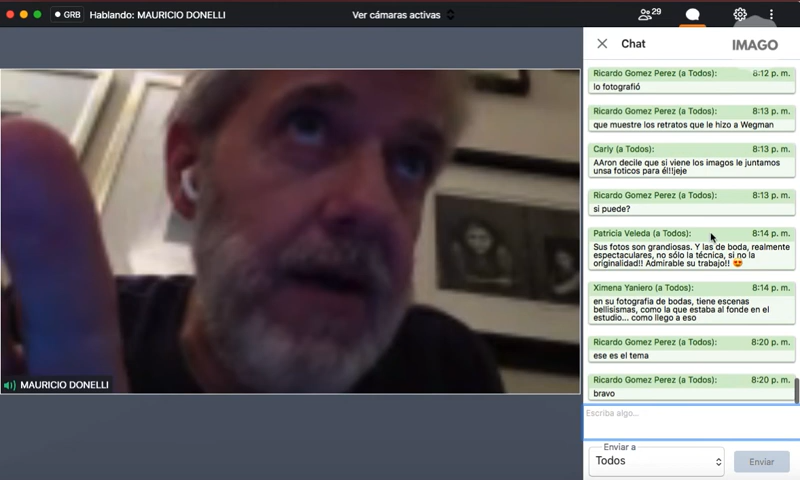 GRB
Hablando: MAURICIO DONELLI
Ver cámaras activas
29
Chat
IMAGO
Ricardo Gomez Perez (a Todos): 8:12 p. m.
lo fotografió
Ricardo Gomez Perez (a Todos): 8:13 p. m.
que muestre los retratos que le hizo a Wegman
Carly (a Todos): 8:13 p. m.
AAron decile que si viene los imagos le juntamos
unsa foticos para él!!jeje
Ricardo Gomez Perez (a Todos): 8:13 p. m.
si puede?
Patricia Veleda (a Todos): 8:14 p. m.
Sus fotos son grandiosas. Y las de boda, realmente
espectaculares, no sólo la técnica, si no la
originalidad!! Admirable su trabajo!! 😍
Ximena Yaniero (a Todos): 8:14 p. m.
en su fotografia de bodas, tiene escenas
bellisismas, como la que estaba al fonde en el
estudio... como llego a eso
Ricardo Gomez Perez (a Todos): 8:20 p. m.
ese es el tema
Ricardo Gomez Perez (a Todos): 8:20 p. m.
bravo
MAURICIO DONELLI
Escriba algo...
Enviar a
Todos
Enviar